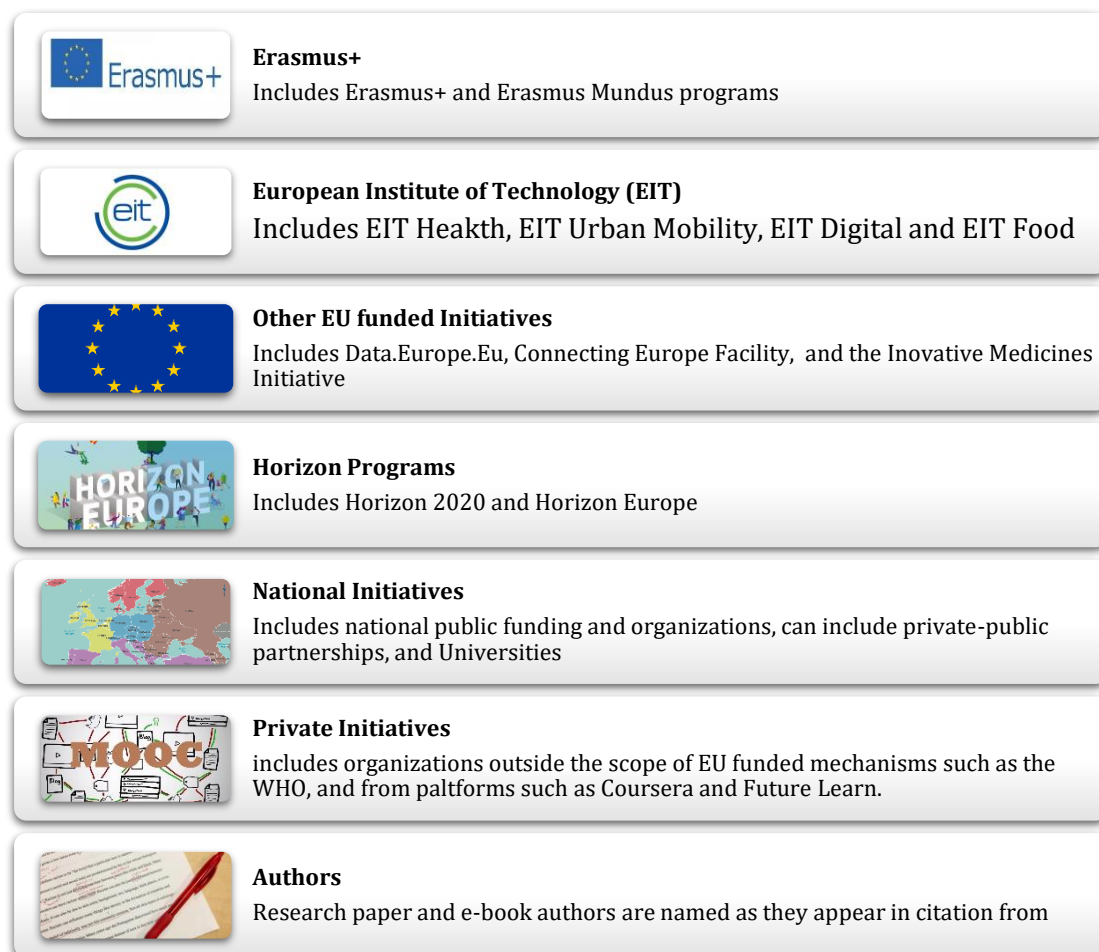 Erasmus+
Erasmus+
Includes Erasmus+ and Erasmus Mundus programs
eit
European Institute of Technology (EIT)
Includes EIT Heakth, EIT Urban Mobility, EIT Digital and EIT Food
Other EU funded Initiatives
Includes Data.Europe.Eu, Connecting Europe Facility, and the Inovative Medicines
Initiative
HORIZON
EUROPE
Horizon Programs
Includes Horizon 2020 and Horizon Europe
National Initiatives
Includes national public funding and organizations, can include private-public
partnerships, and Universities
MOOC
Private Initiatives
includes organizations outside the scope of EU funded mechanisms such as the
WHO, and from paltforms such as Coursera and Future Learn.
Authors
Research paper and e-book authors are named as they appear in citation from